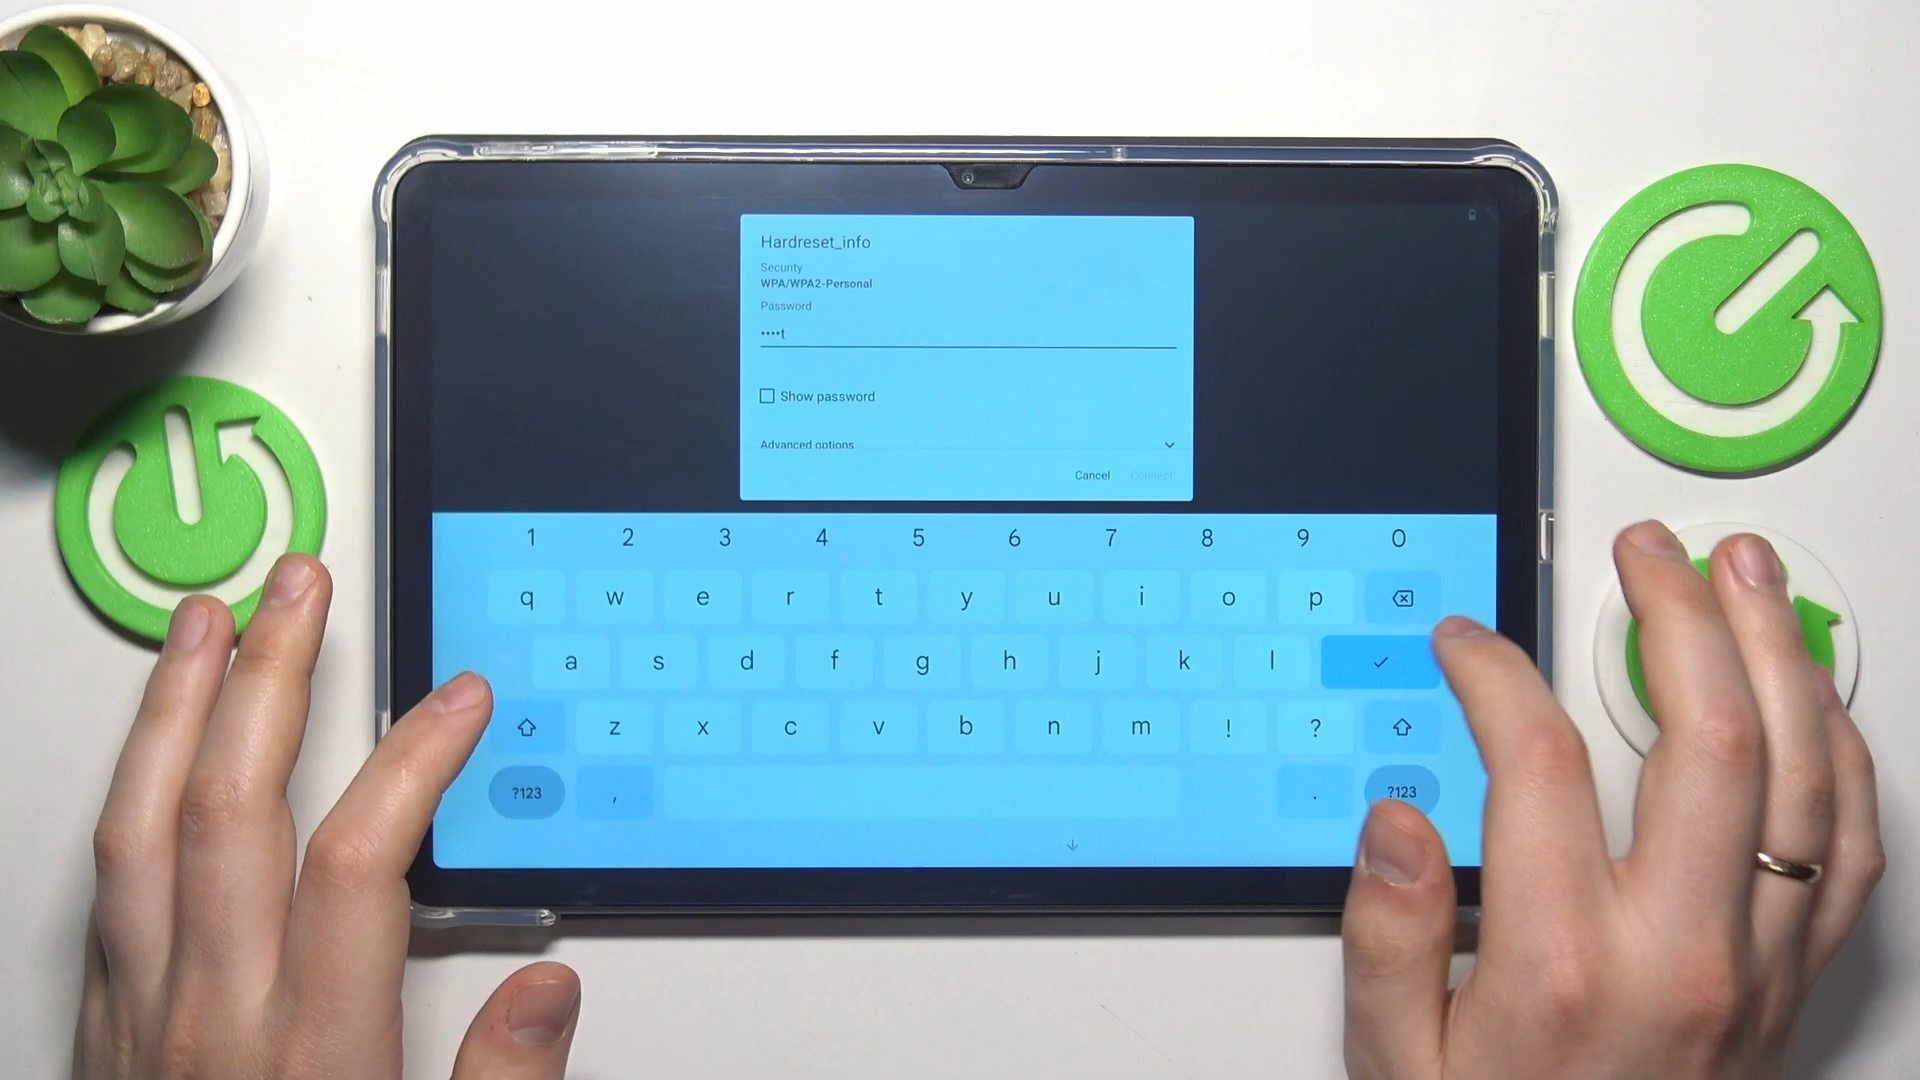 Hardreset_info
Security
WPA/WPA2-Personal
Password
••••t
Show password
Advanced options
Cancel Connect
1 2 3 4 5 6 7 8 9 0
q w e r t y u i o p
a s d f g h j k l
z x c v b n m ! ?
?123 , . ?123